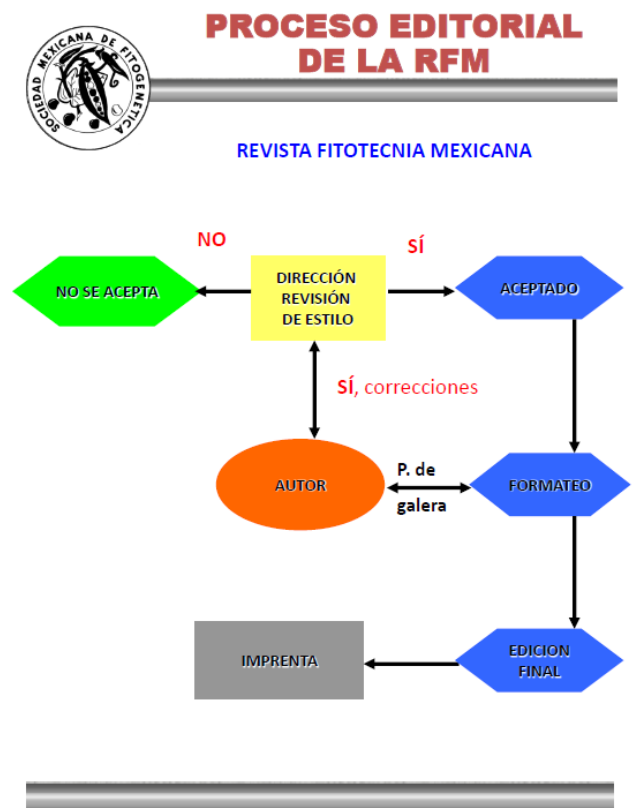 PROCESO EDITORIAL
DE LA RFM
SOCIEDAD MEXICANA DE FITOGENETICA
REVISTA FITOTECNIA MEXICANA
NO
SÍ
NO SE ACEPTA
DIRECCIÓN
REVISIÓN
DE ESTILO
ACEPTADO
SÍ, correcciones
AUTOR
P. de
galera
FORMATEO
IMPRENTA
EDICION
FINAL